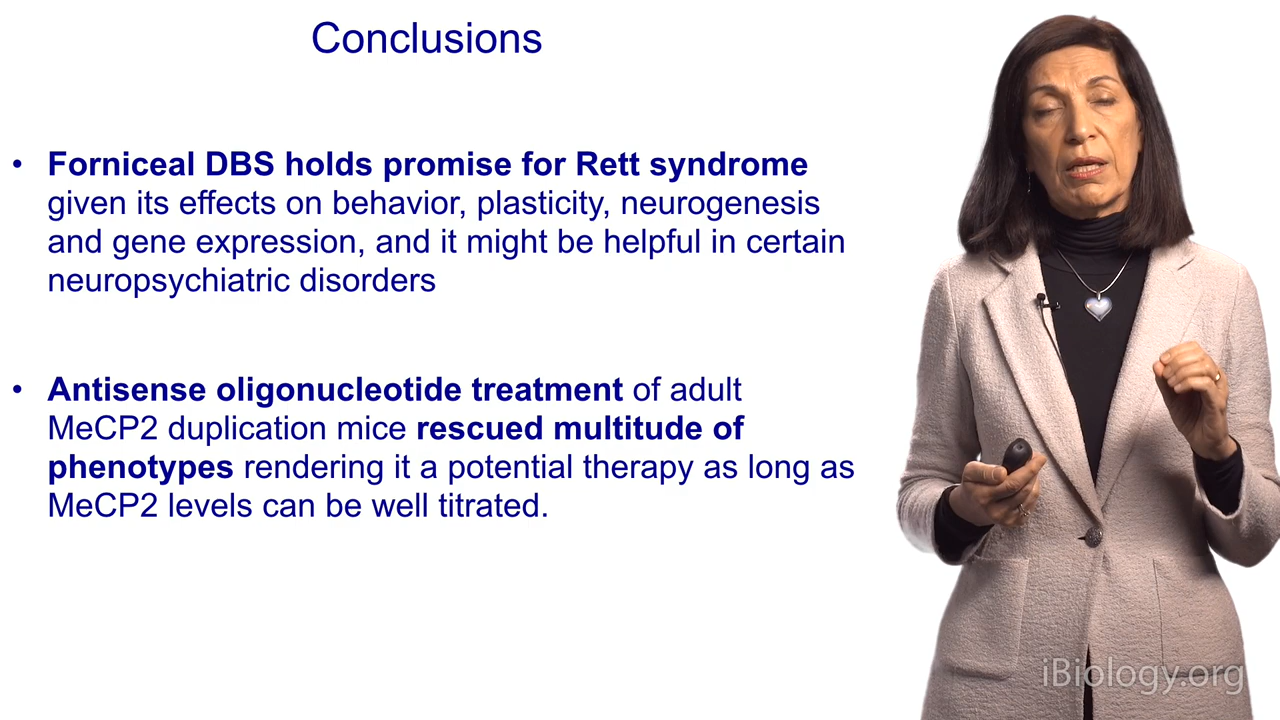 Conclusions
• Forniceal DBS holds promise for Rett syndrome
given its effects on behavior, plasticity, neurogenesis
and gene expression, and it might be helpful in certain
neuropsychiatric disorders
• Antisense oligonucleotide treatment of adult
MeCP2 duplication mice rescued multitude of
phenotypes rendering it a potential therapy as long as
MeCP2 levels can be well titrated.
iBiology.org